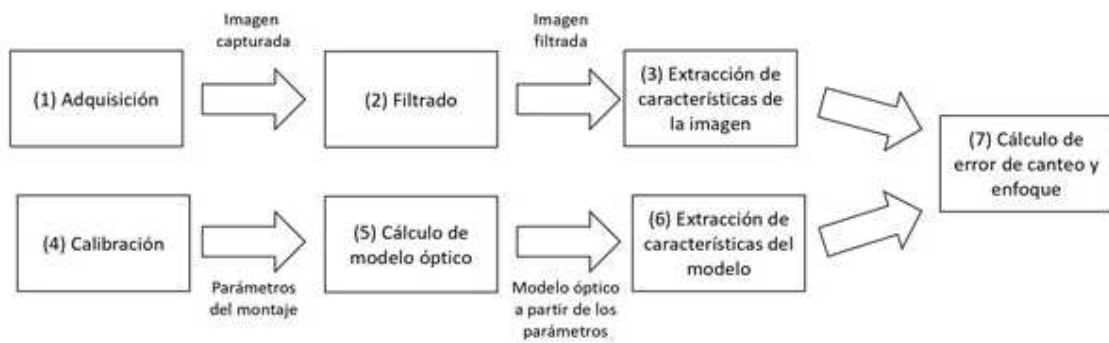 Imagen
capturada
Imagen
filtrada
(1) Adquisición
(2) Filtrado
(3) Extracción de
características de
la imagen
(7) Cálculo de
error de canteo y
enfoque
(4) Calibración
(5) Cálculo de
modelo óptico
(6) Extracción de
características del
modelo
Parámetros
del montaje
Modelo óptico
a partir de los
parámetros